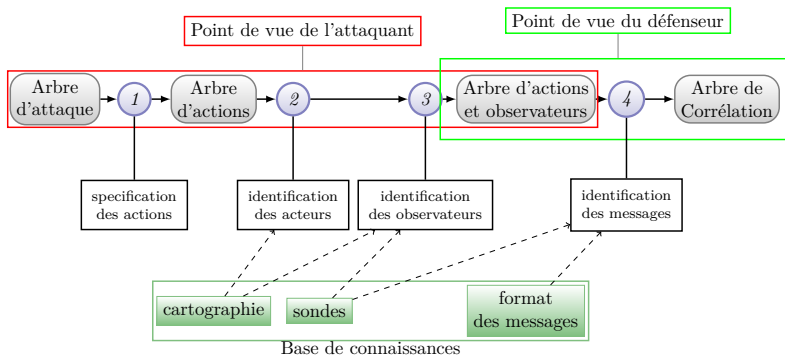 Point de vue de l'attaquant
Point de vue du défenseur
Arbre
d'attaque
1
Arbre
d'actions
2
3
Arbre d'actions
et observateurs
4
Arbre de
Corrélation
specification
des actions
identification
des acteurs
identification
des observateurs
identification
des messages
cartographie
sondes
format
des messages
Base de connaissances